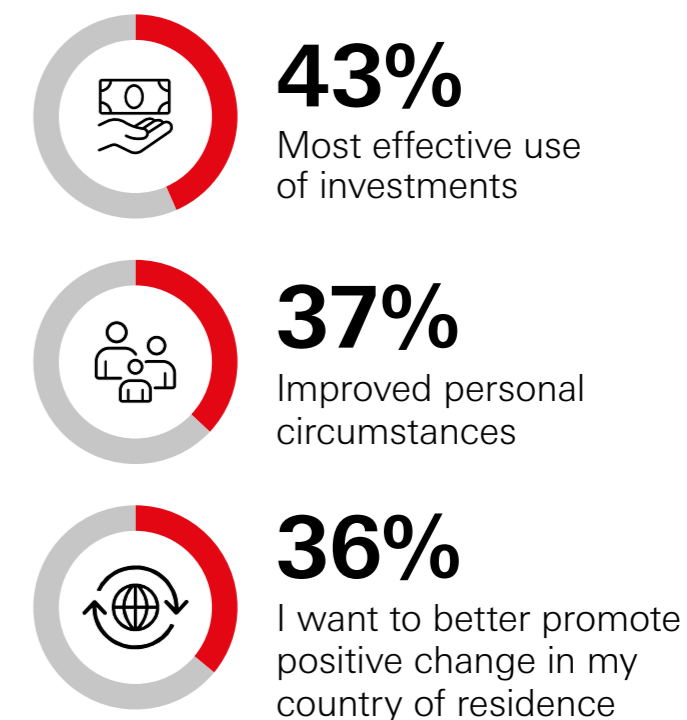 43%
Most effective use
of investments
37%
Improved personal
circumstances
36%
I want to better promote
positive change in my
country of residence